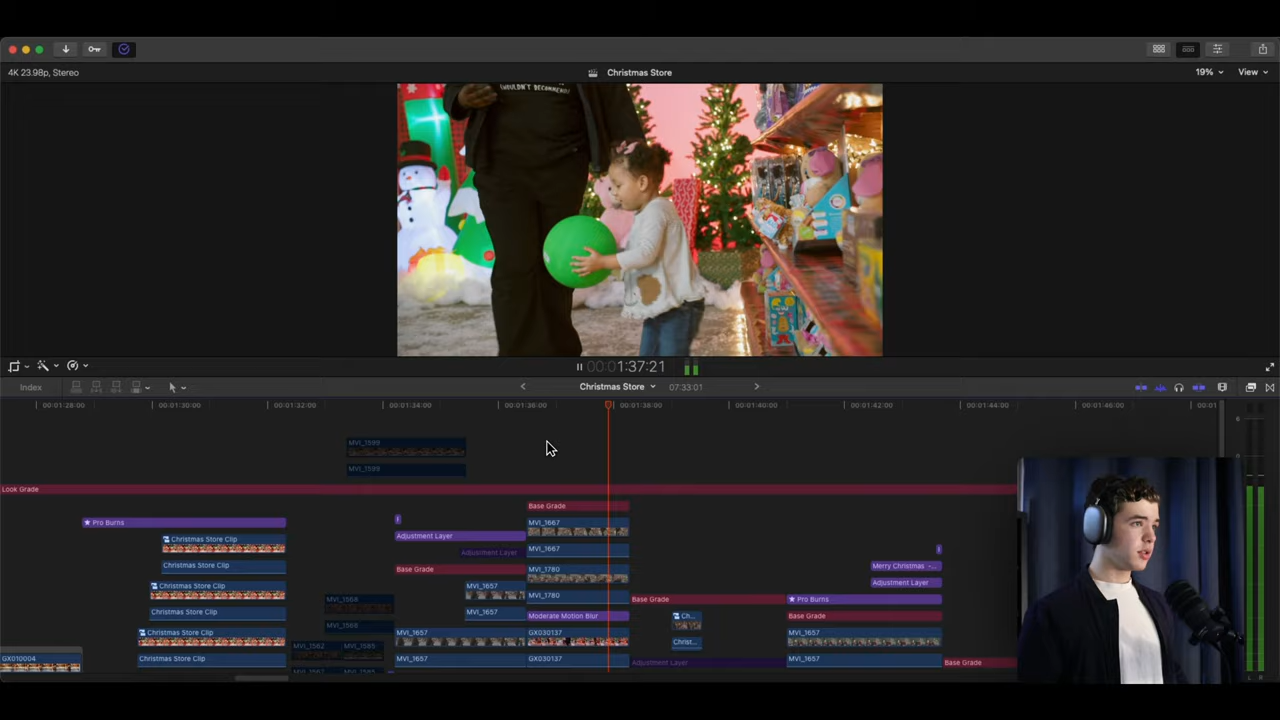 4K 23.98p, Stereo
Christmas Store
19%
View
WOULDN'T RECOMMEND
00:00:01:37:21
Index
Christmas Store
07:33:01
00:01:28:00
00:01:30:00
00:01:32:00
00:01:34:00
00:01:36:00
00:01:38:00
00:01:40:00
00:01:42:00
00:01:44:00
00:01:46:00
00:01
MVI_1599
MVI_1599
Look Grade
Base Grade
Pro Burns
MVI_1667
Adjustment Layer
Christmas Store Clip
MVI_1667
Adjustment Layer
Christmas Store Clip
Base Grade
MVI_1780
Merry Christmas -...
Adjustment Layer
Christmas Store Clip
MVI_1657
MVI_1780
MVI_1568
Base Grade
Pro Burns
Christmas Store Clip
MVI_1657
Moderate Motion Blur
Ch...
Base Grade
MVI_1568
Christmas Store Clip
MVI_1657
GX030137
MVI_1657
Christ...
MVI_1582
MVI_1586
GX010004
Christmas Store Clip
MVI_1657
GX030137
Adjustment Layer
MVI_1657
Base Grade
L
R